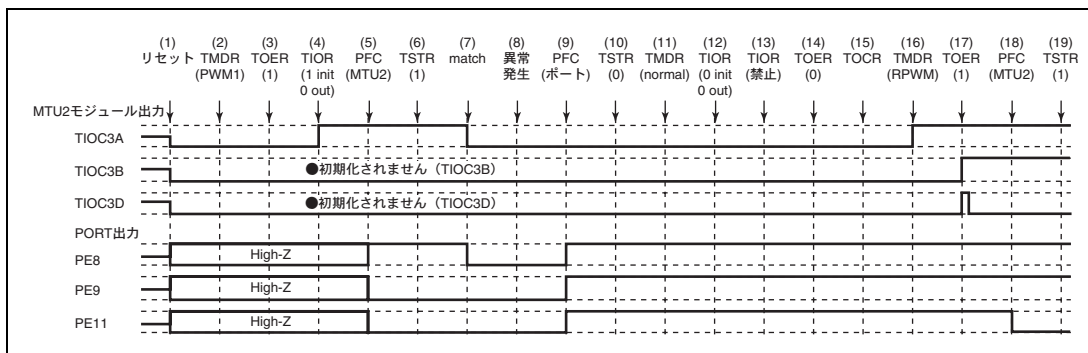 (1) (2) (3) (4) (5) (6) (7) (8) (9) (10) (11) (12) (13) (14) (15) (16) (17) (18) (19)
リセット TMDR TOER TIOR PFC TSTR match 異常 PFC TSTR TMDR TIOR TIOR TOER TOCR TMDR TOER PFC TSTR
(PWM1) (1) (1 init (MTU2) (1) 発生 (ポート) (0) (normal) (0 init (禁止) (0) (RPWM) (1) (MTU2) (1)
0 out) 0 out)
MTU2モジュール出力
TIOC3A
TIOC3B ●初期化されません（TIOC3B）
TIOC3D ●初期化されません（TIOC3D）
PORT出力
PE8 High-Z
PE9 High-Z
PE11 High-Z